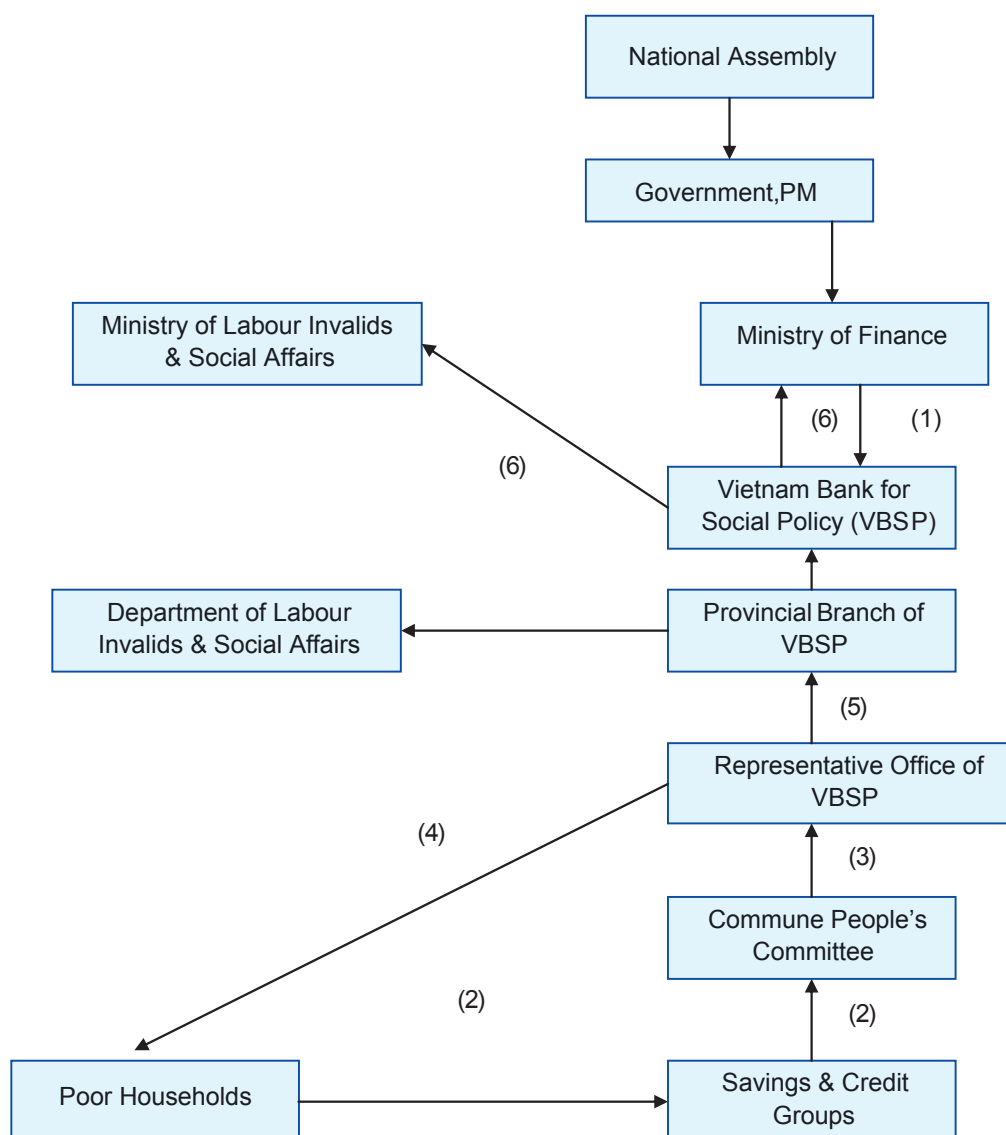 National Assembly
Government,PM
Ministry of Labour Invalids
& Social Affairs
Ministry of Finance
(6)
(1)
(6)
Vietnam Bank for
Social Policy (VBSP)
Department of Labour
Invalids & Social Affairs
Provincial Branch of
VBSP
(5)
Representative Office of
VBSP
(4)
(3)
Commune People’s
Committee
(2)
(2)
Poor Households
Savings & Credit
Groups